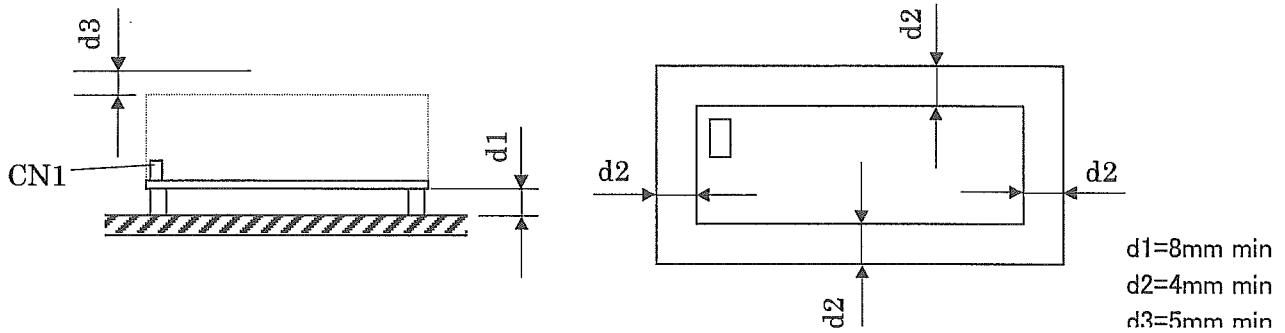 d3
d1
CN1
d2
d2
d2
d2
d1=8mm min
d2=4mm min
d3=5mm min